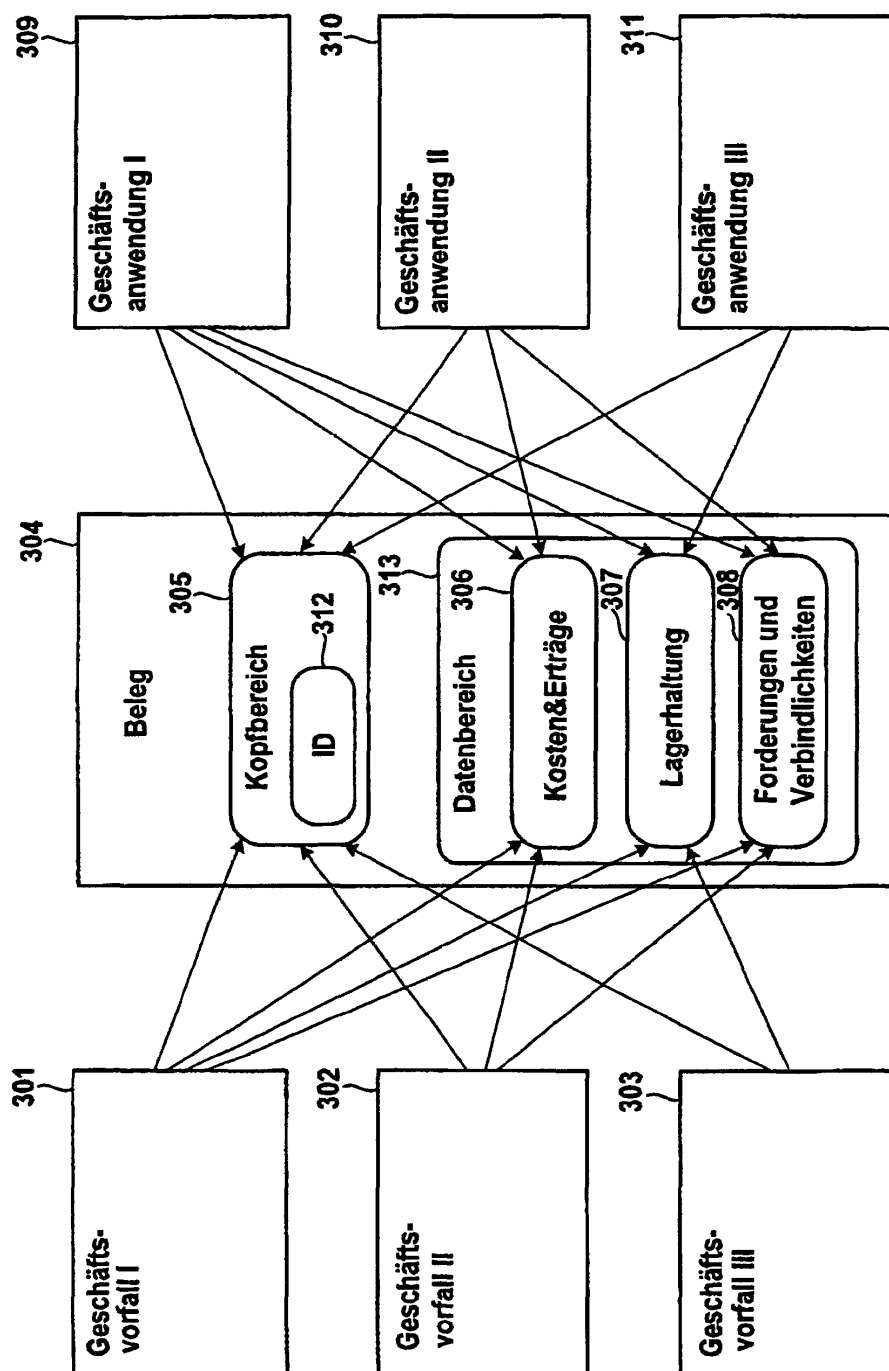 Geschäfts-
vorfall I
301
Geschäfts-
vorfall II
302
Geschäfts-
vorfall III
303
Beleg
304
Kopfbereich
305
ID
312
Datenbereich
313
Kosten&Erträge
306
Lagerhaltung
307
Forderungen und
Verbindlichkeiten
308
Geschäfts-
anwendung I
309
Geschäfts-
anwendung II
310
Geschäfts-
anwendung III
311